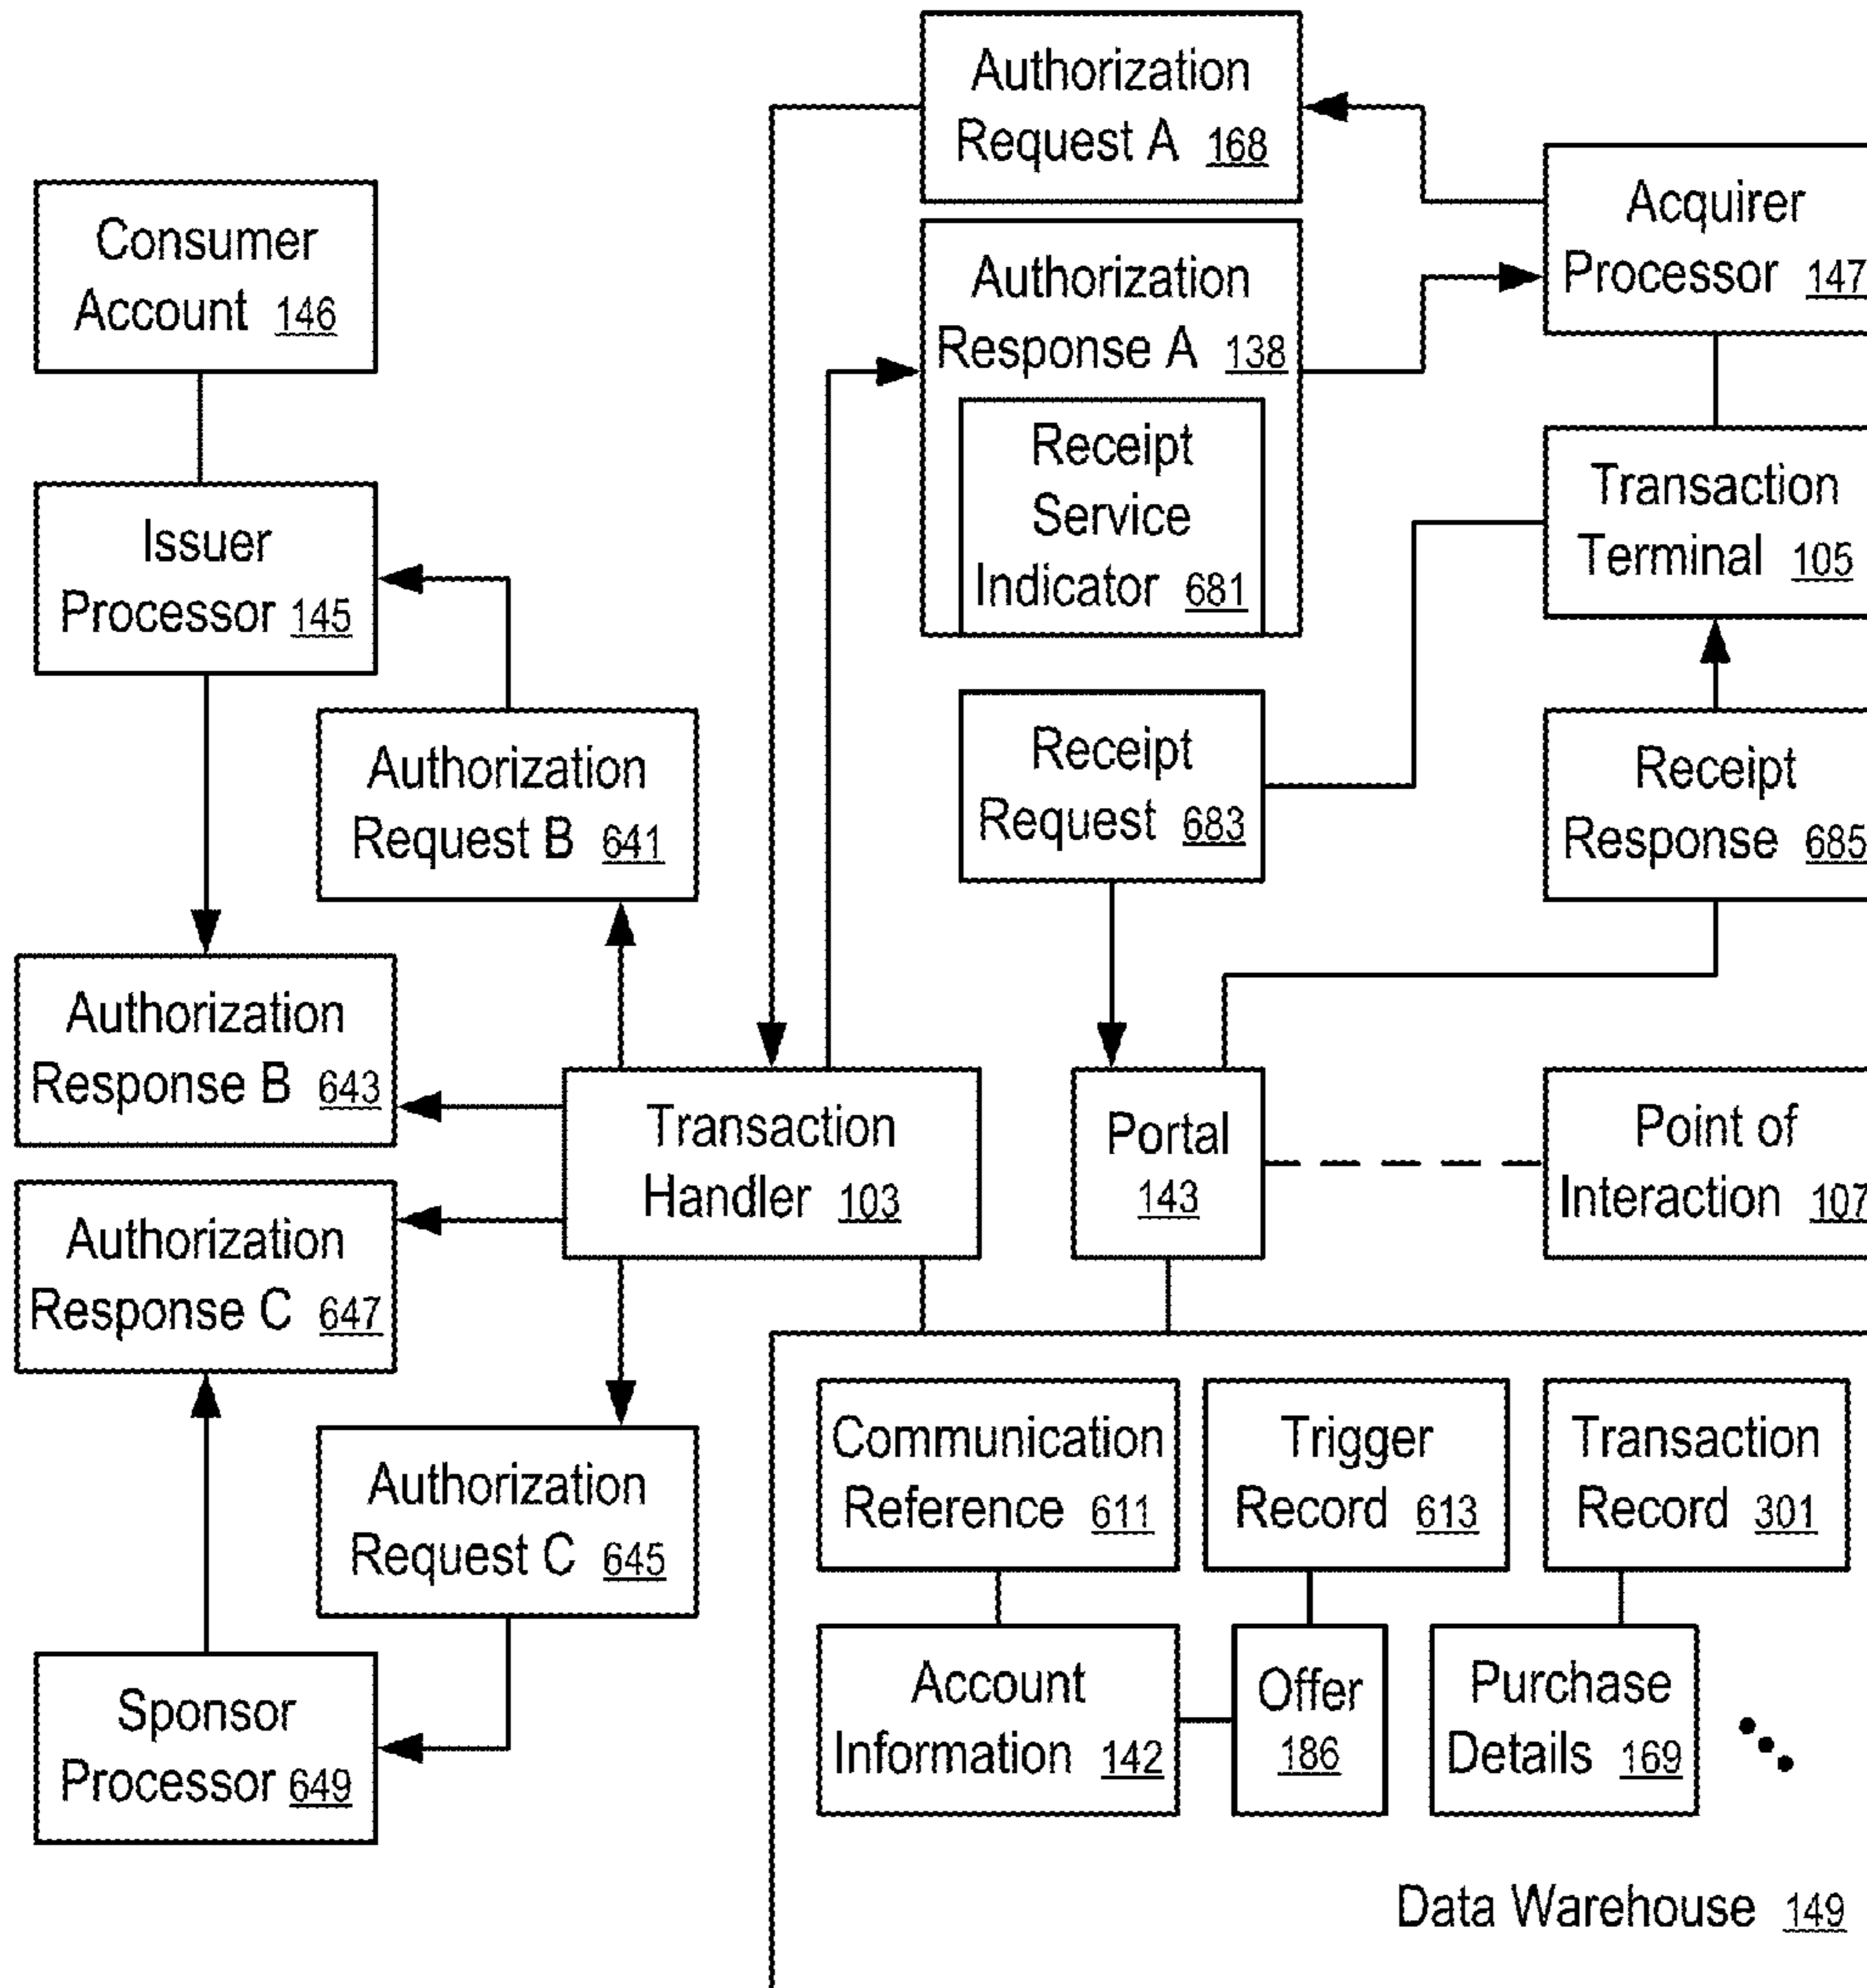 Authorization
Request A 168
Acquirer
Processor 147
Consumer
Account 146
Authorization
Response A 138
Receipt
Service
Indicator 681
Transaction
Terminal 105
Issuer
Processor 145
Authorization
Request B 641
Receipt
Request 683
Receipt
Response 685
Authorization
Response B 643
Transaction
Handler 103
Portal
143
Point of
Interaction 107
Authorization
Response C 647
Authorization
Request C 645
Sponsor
Processor 649
Communication
Reference 611
Trigger
Record 613
Transaction
Record 301
Account
Information 142
Offer
186
Purchase
Details 169
Data Warehouse 149